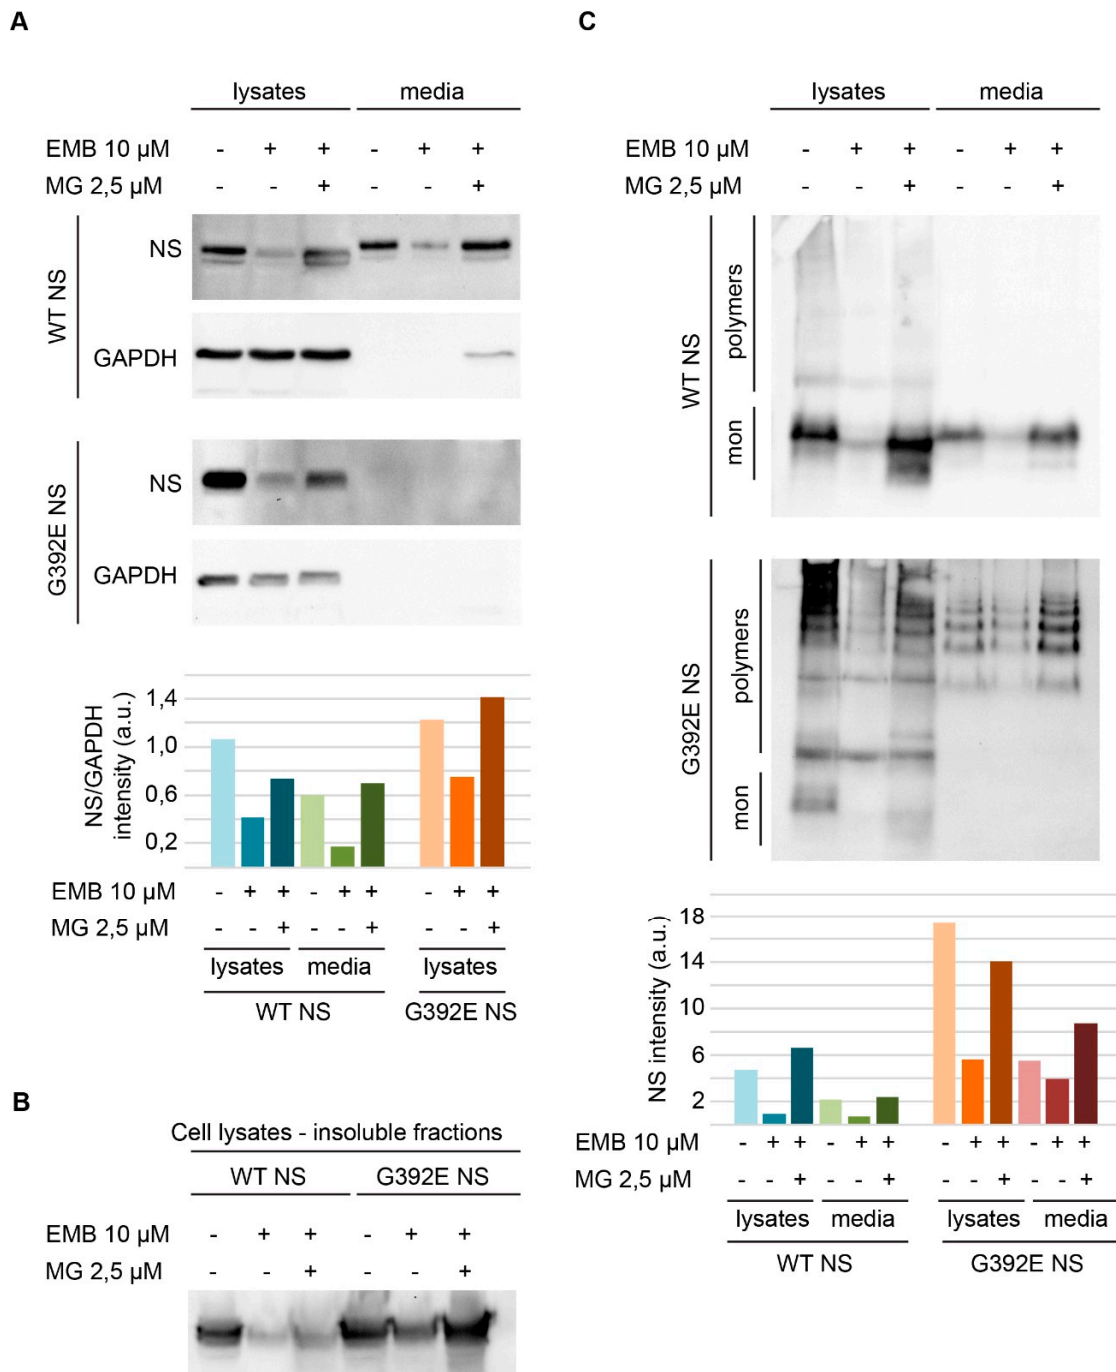 A
lysates media
EMB 10 µM - + + - + +
MG 2,5 µM - - + - - +
WT NS
NS
GAPDH
G392E NS
NS
GAPDH
NS/GAPDH
intensity (a.u.)
1,4
1,0
0,6
0,2
EMB 10 µM - + + - + + - + +
MG 2,5 µM - - + - - + - - +
lysates media lysates
WT NS G392E NS
B
Cell lysates - insoluble fractions
WT NS G392E NS
EMB 10 µM - + + - + +
MG 2,5 µM - - + - - +
C
lysates media
EMB 10 µM - + + - + +
MG 2,5 µM - - + - - +
WT NS
polymers
mon
G392E NS
polymers
mon
NS intensity (a.u.)
18
14
10
6
2
EMB 10 µM - + + - + + - + + - + +
MG 2,5 µM - - + - - + - - + - - +
lysates media lysates media
WT NS G392E NS